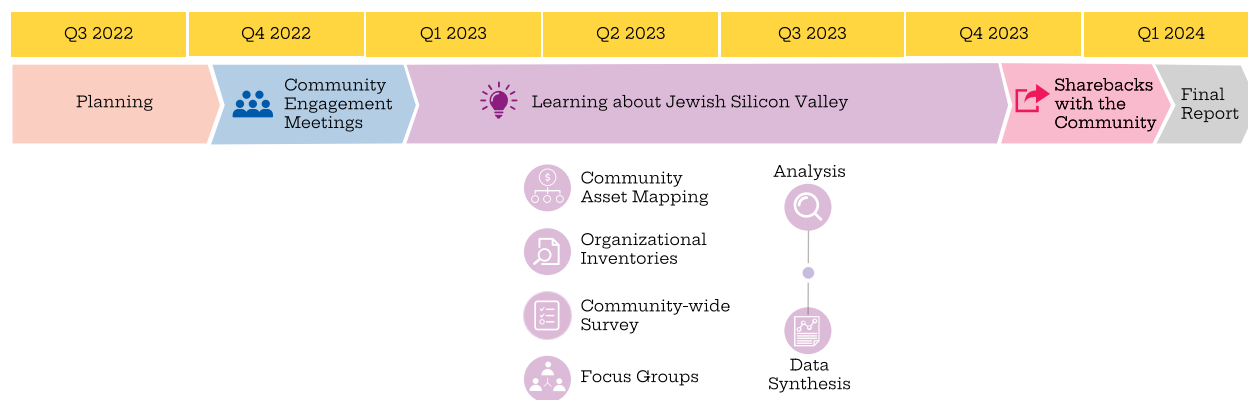 Q3 2022
Q4 2022
Q1 2023
Q2 2023
Q3 2023
Q4 2023
Q1 2024
Planning
Community
Engagement
Meetings
Learning about Jewish Silicon Valley
Sharebacks
with the
Community
Final
Report
Community
Asset Mapping
Organizational
Inventories
Community-wide
Survey
Focus Groups
Analysis
Data
Synthesis
$